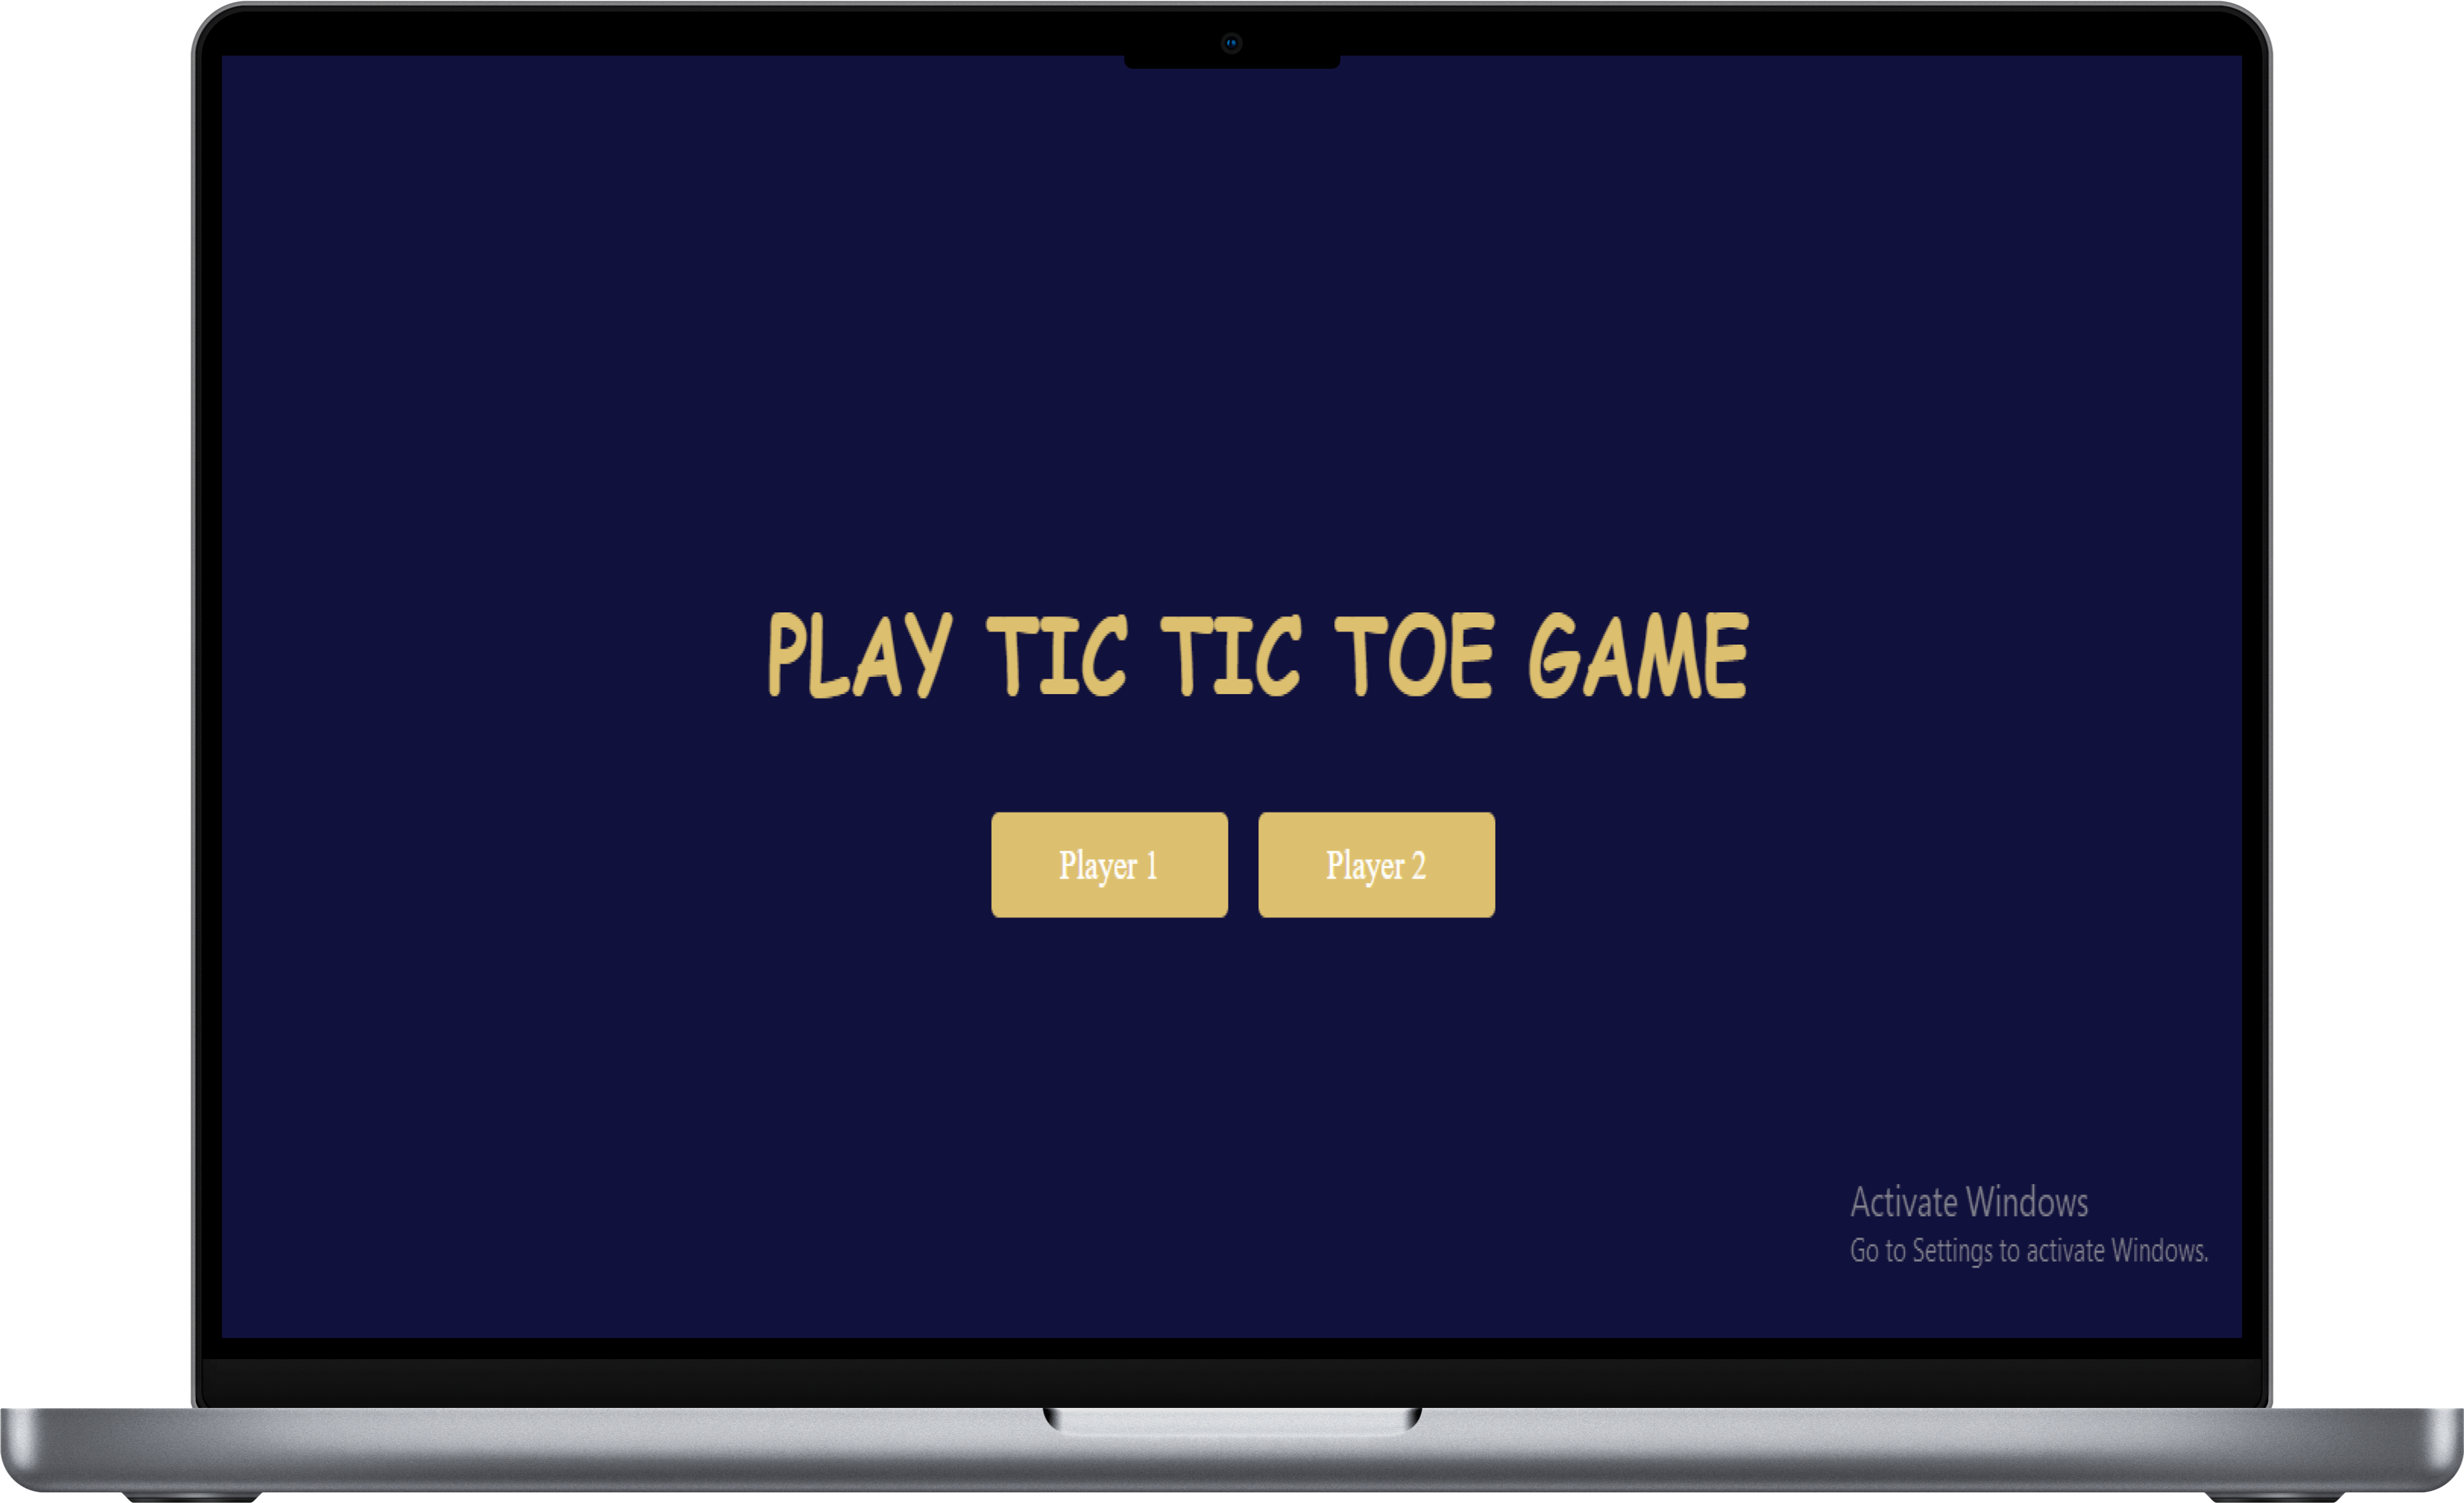 PLAY TIC TIC TOE GAME
Player 1
Player 2
Activate Windows
Go to Settings to activate Windows.